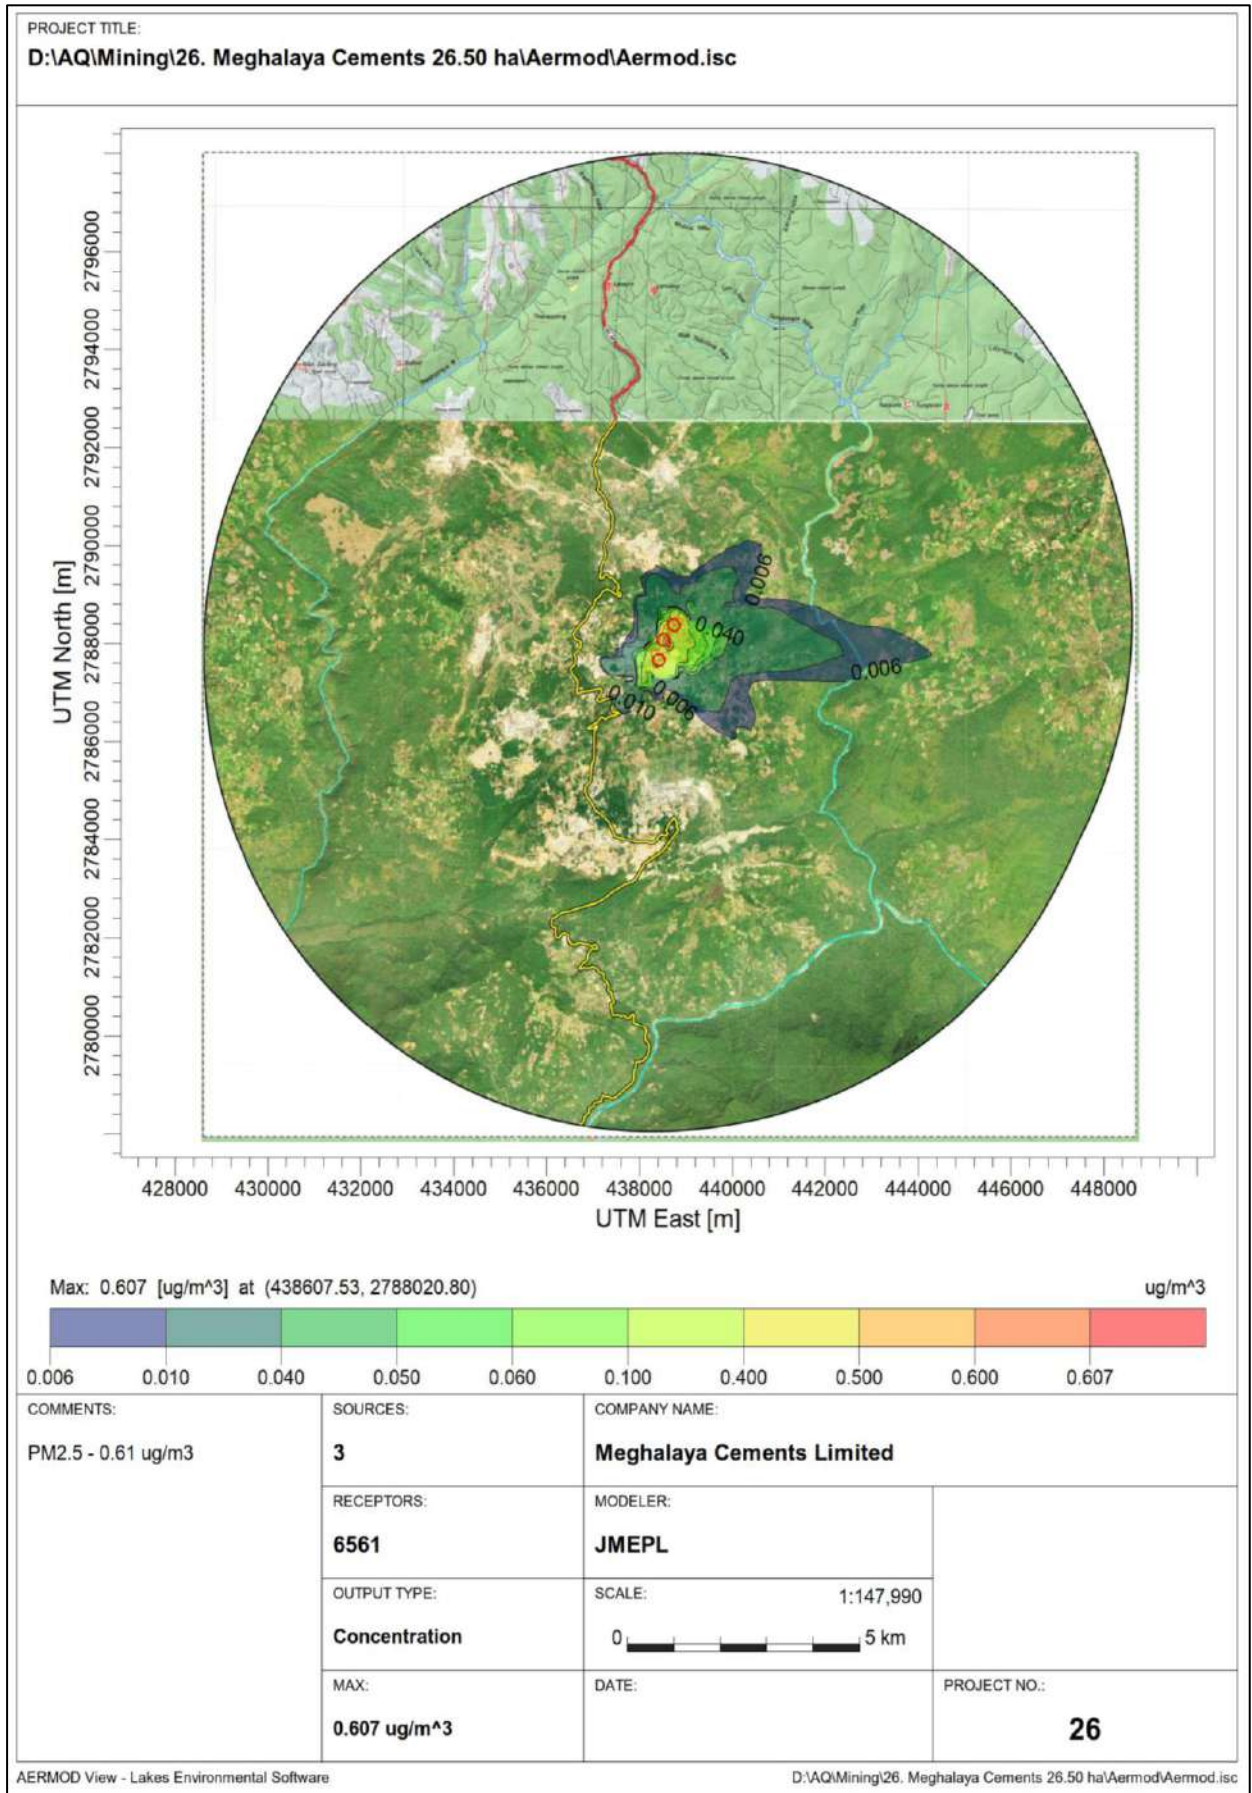 PROJECT TITLE:
D:\AQ\Mining\26. Meghalaya Cements 26.50 ha\Aermod\Aermod.isc
UTM North [m]
2796000
2794000
2792000
2790000
2788000
2786000
2784000
2782000
2780000
0.006
0.040
0.006
0.006
0.010
428000 430000 432000 434000 436000 438000 440000 442000 444000 446000 448000
UTM East [m]
Max: 0.607 [ug/m^3] at (438607.53, 2788020.80) ug/m^3
0.006 0.010 0.040 0.050 0.060 0.100 0.400 0.500 0.600 0.607
COMMENTS:
PM2.5 - 0.61 ug/m3
SOURCES:
3
COMPANY NAME:
Meghalaya Cements Limited
RECEPTORS:
6561
MODELER:
JMEPL
OUTPUT TYPE:
Concentration
SCALE: 1:147,990
0 5 km
MAX:
0.607 ug/m^3
DATE:
PROJECT NO.:
26
AERMOD View - Lakes Environmental Software
D:\AQ\Mining\26. Meghalaya Cements 26.50 ha\Aermod\Aermod.isc